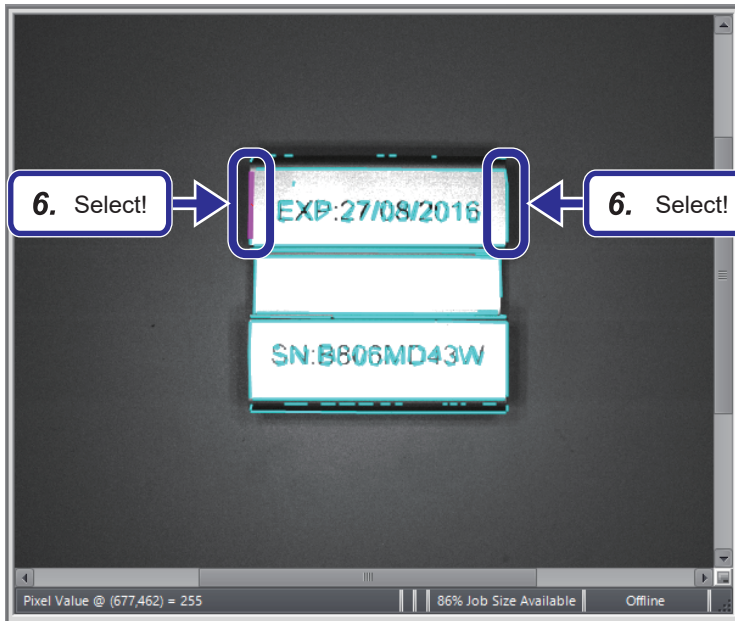 6. Select!
6. Select!
EXP:27/08/2016
SN:B806MD43W
Pixel Value @ (677,462) = 255
86% Job Size Available
Offline